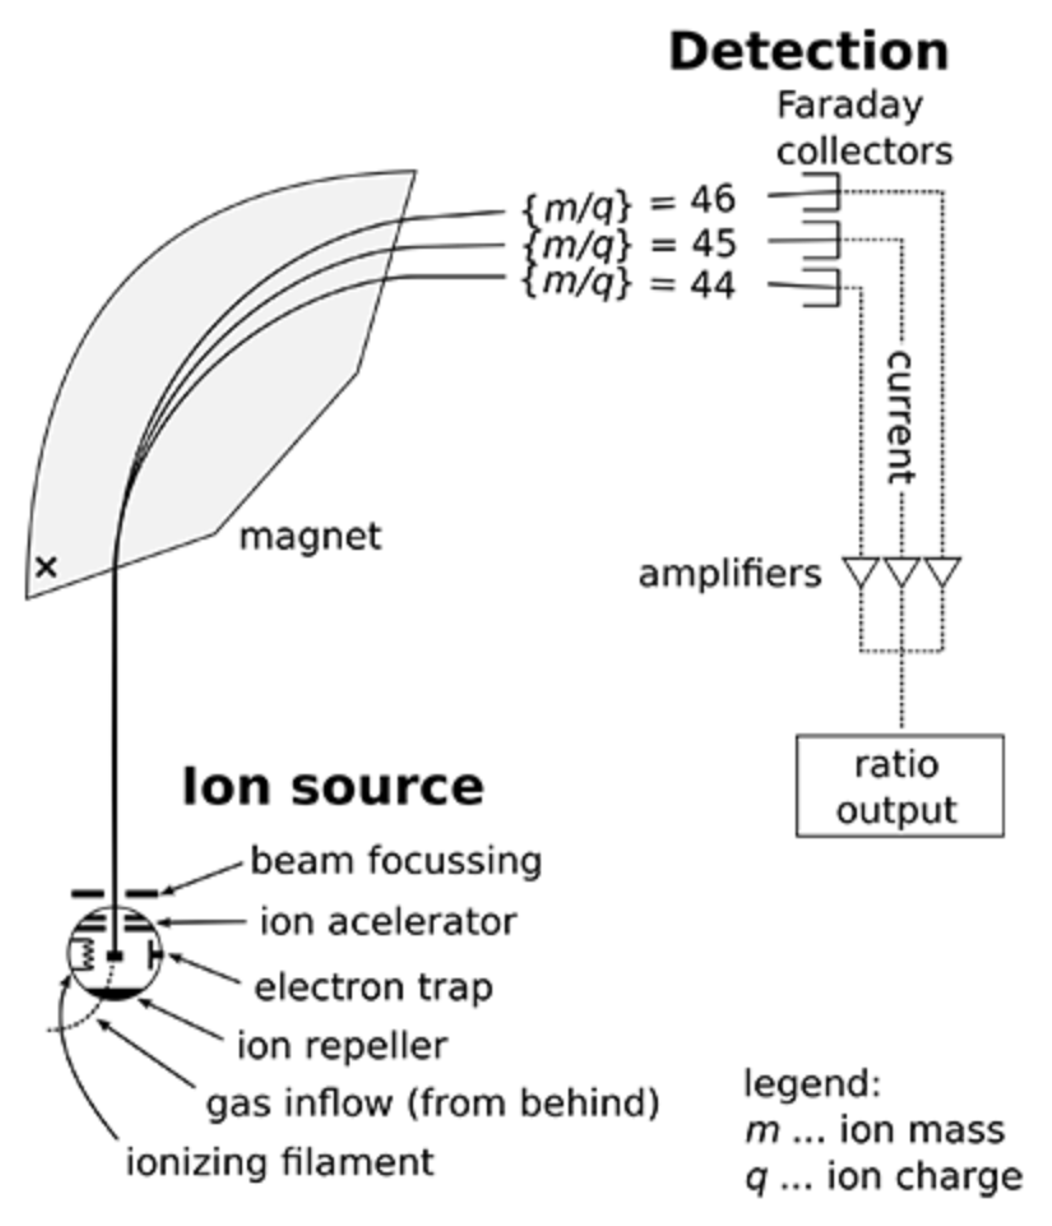 Detection
Faraday
collectors
{m/q} = 46
{m/q} = 45
{m/q} = 44
current
magnet
amplifiers
ratio
output
Ion source
beam focussing
ion acelerator
electron trap
ion repeller
gas inflow (from behind)
ionizing filament
legend:
m ... ion mass
q ... ion charge